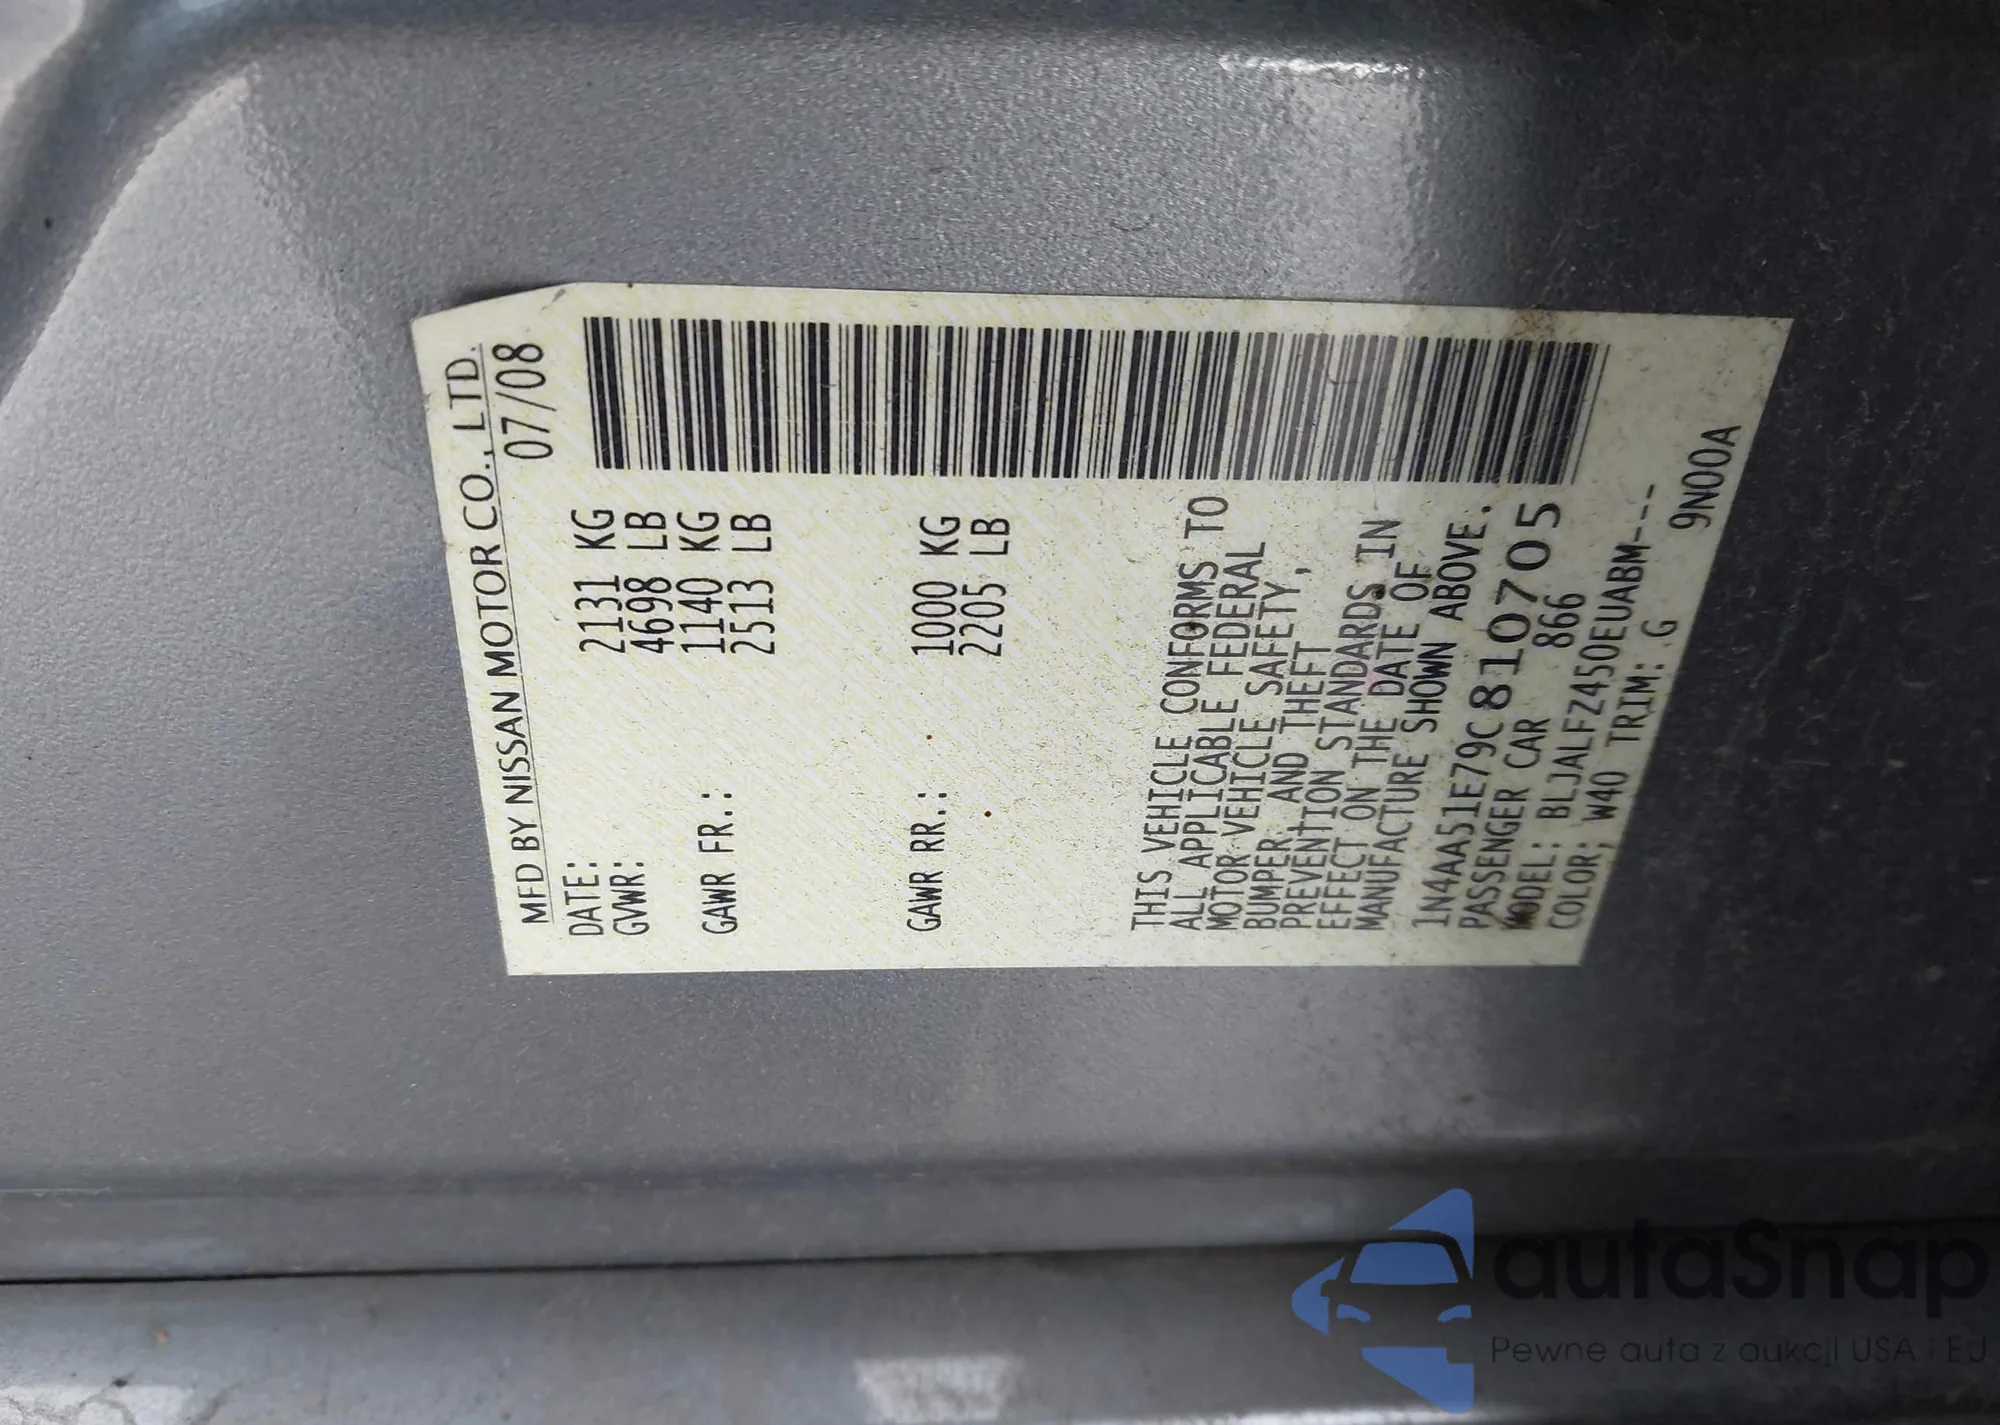 MFD BY NISSAN MOTOR CO., LTD.
DATE: 07/08
GVWR: 2131 KG
4698 LB
GAWR FR.: 1140 KG
2513 LB
GAWR RR.: 1000 KG
2205 LB
THIS VEHICLE CONFORMS TO
ALL APPLICABLE FEDERAL
MOTOR VEHICLE SAFETY,
BUMPER, AND THEFT
PREVENTION STANDARDS IN
EFFECT ON THE DATE OF
MANUFACTURE SHOWN ABOVE.
1N4AA51E79C810705
PASSENGER CAR 866
MODEL: BLJALFZ450EUABM---
COLOR: W40 TRIM: G
9N00A
autaSnap
Pewne auta z aukcji USA i EU